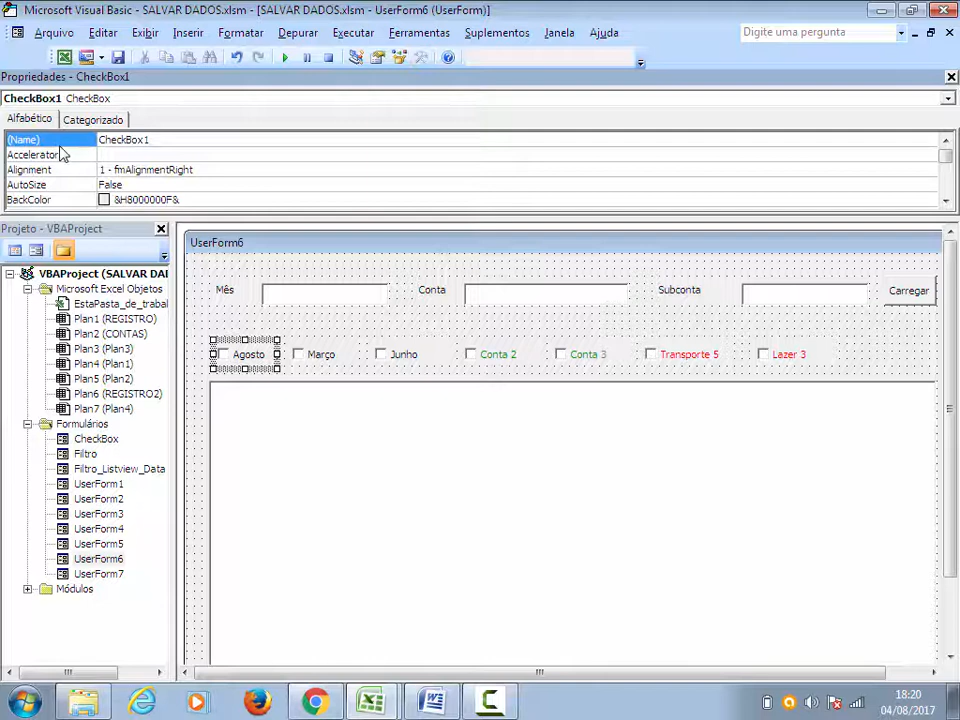 Microsoft Visual Basic - SALVAR DADOS.xlsm - [SALVAR DADOS.xlsm - UserForm6 (UserForm)]
Arquivo Editar Exibir Inserir Formatar Depurar Executar Ferramentas Suplementos Janela Ajuda
Digite uma pergunta
Propriedades - CheckBox1
CheckBox1 CheckBox
Alfabético Categorizado
(Name) CheckBox1
Accelerator
Alignment 1 - fmAlignmentRight
AutoSize False
BackColor &H8000000F&
Projeto - VBAProject
VBAProject (SALVAR DAI
Microsoft Excel Objetos
EstaPasta_de_trabal
Plan1 (REGISTRO)
Plan2 (CONTAS)
Plan3 (Plan3)
Plan4 (Plan1)
Plan5 (Plan2)
Plan6 (REGISTRO2)
Plan7 (Plan4)
Formulários
CheckBox
Filtro
Filtro_Listview_Data
UserForm1
UserForm2
UserForm3
UserForm4
UserForm5
UserForm6
UserForm7
Módulos
UserForm6
Mês Conta Subconta Carregar
Agosto Março Junho Conta 2 Conta 3 Transporte 5 Lazer 3
18:20
04/08/2017